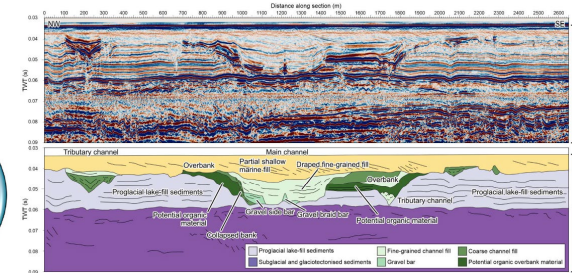 Distance along section (m)
0 100 200 300 400 500 600 700 800 900 1000 1100 1200 1300 1400 1500 1600 1700 1800 1900 2000 2100 2200 2300 2400 2500 2600
NW
SE
TWT (s)
0.03
0.04
0.05
0.06
0.07
0.08
0.09
Tributary channel
Main channel
Overbank
Partial shallow
marine fill
Draped fine-grained fill
Overbank
Proglacial lake-fill sediments
Proglacial lake-fill sediments
Tributary channel
Potential organic
material
Gravel side bar
Gravel braid bar
Potential organic material
Collapsed bank
TWT (s)
0.03
0.04
0.05
0.06
0.07
0.08
0.09
Proglacial lake-fill sediments
Fine-grained channel fill
Coarse channel fill
Subglacial and glaciotectonised sediments
Gravel bar
Potential organic overbank material